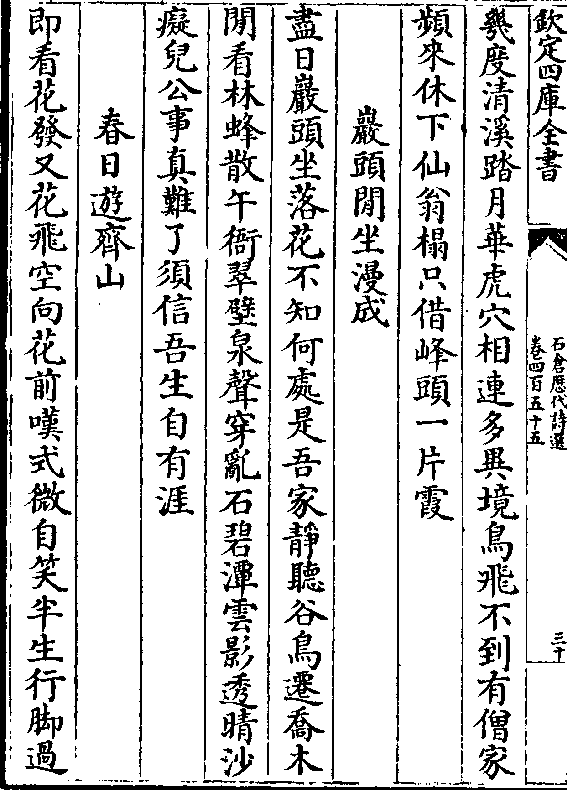 欽定四庫全書
石倉歷代詩選
卷四百五十五
三十
幾度清溪踏月華虎穴相連多異境鳥飛不到有僧家
頻來休下仙翁榻只借峰頭一片霞
巖頭閒坐漫成
盡日巖頭坐落花不知何處是吾家靜聽谷鳥遷喬木
閒看林蜂散午衙翠壁泉聲穿亂石碧潭雲影透晴沙
癡兒公事真難了須信吾生自有涯
春日遊齊山
即看花發又花飛空向花前嘆式微自笑半生行脚過